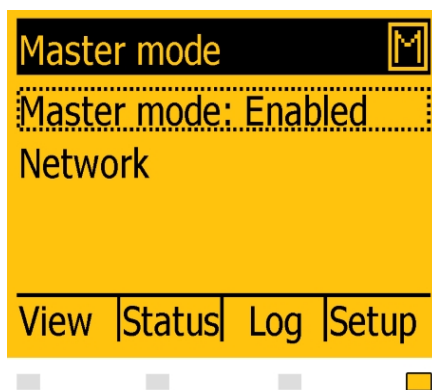 Master mode M
Master mode: Enabled
Network
View Status Log Setup